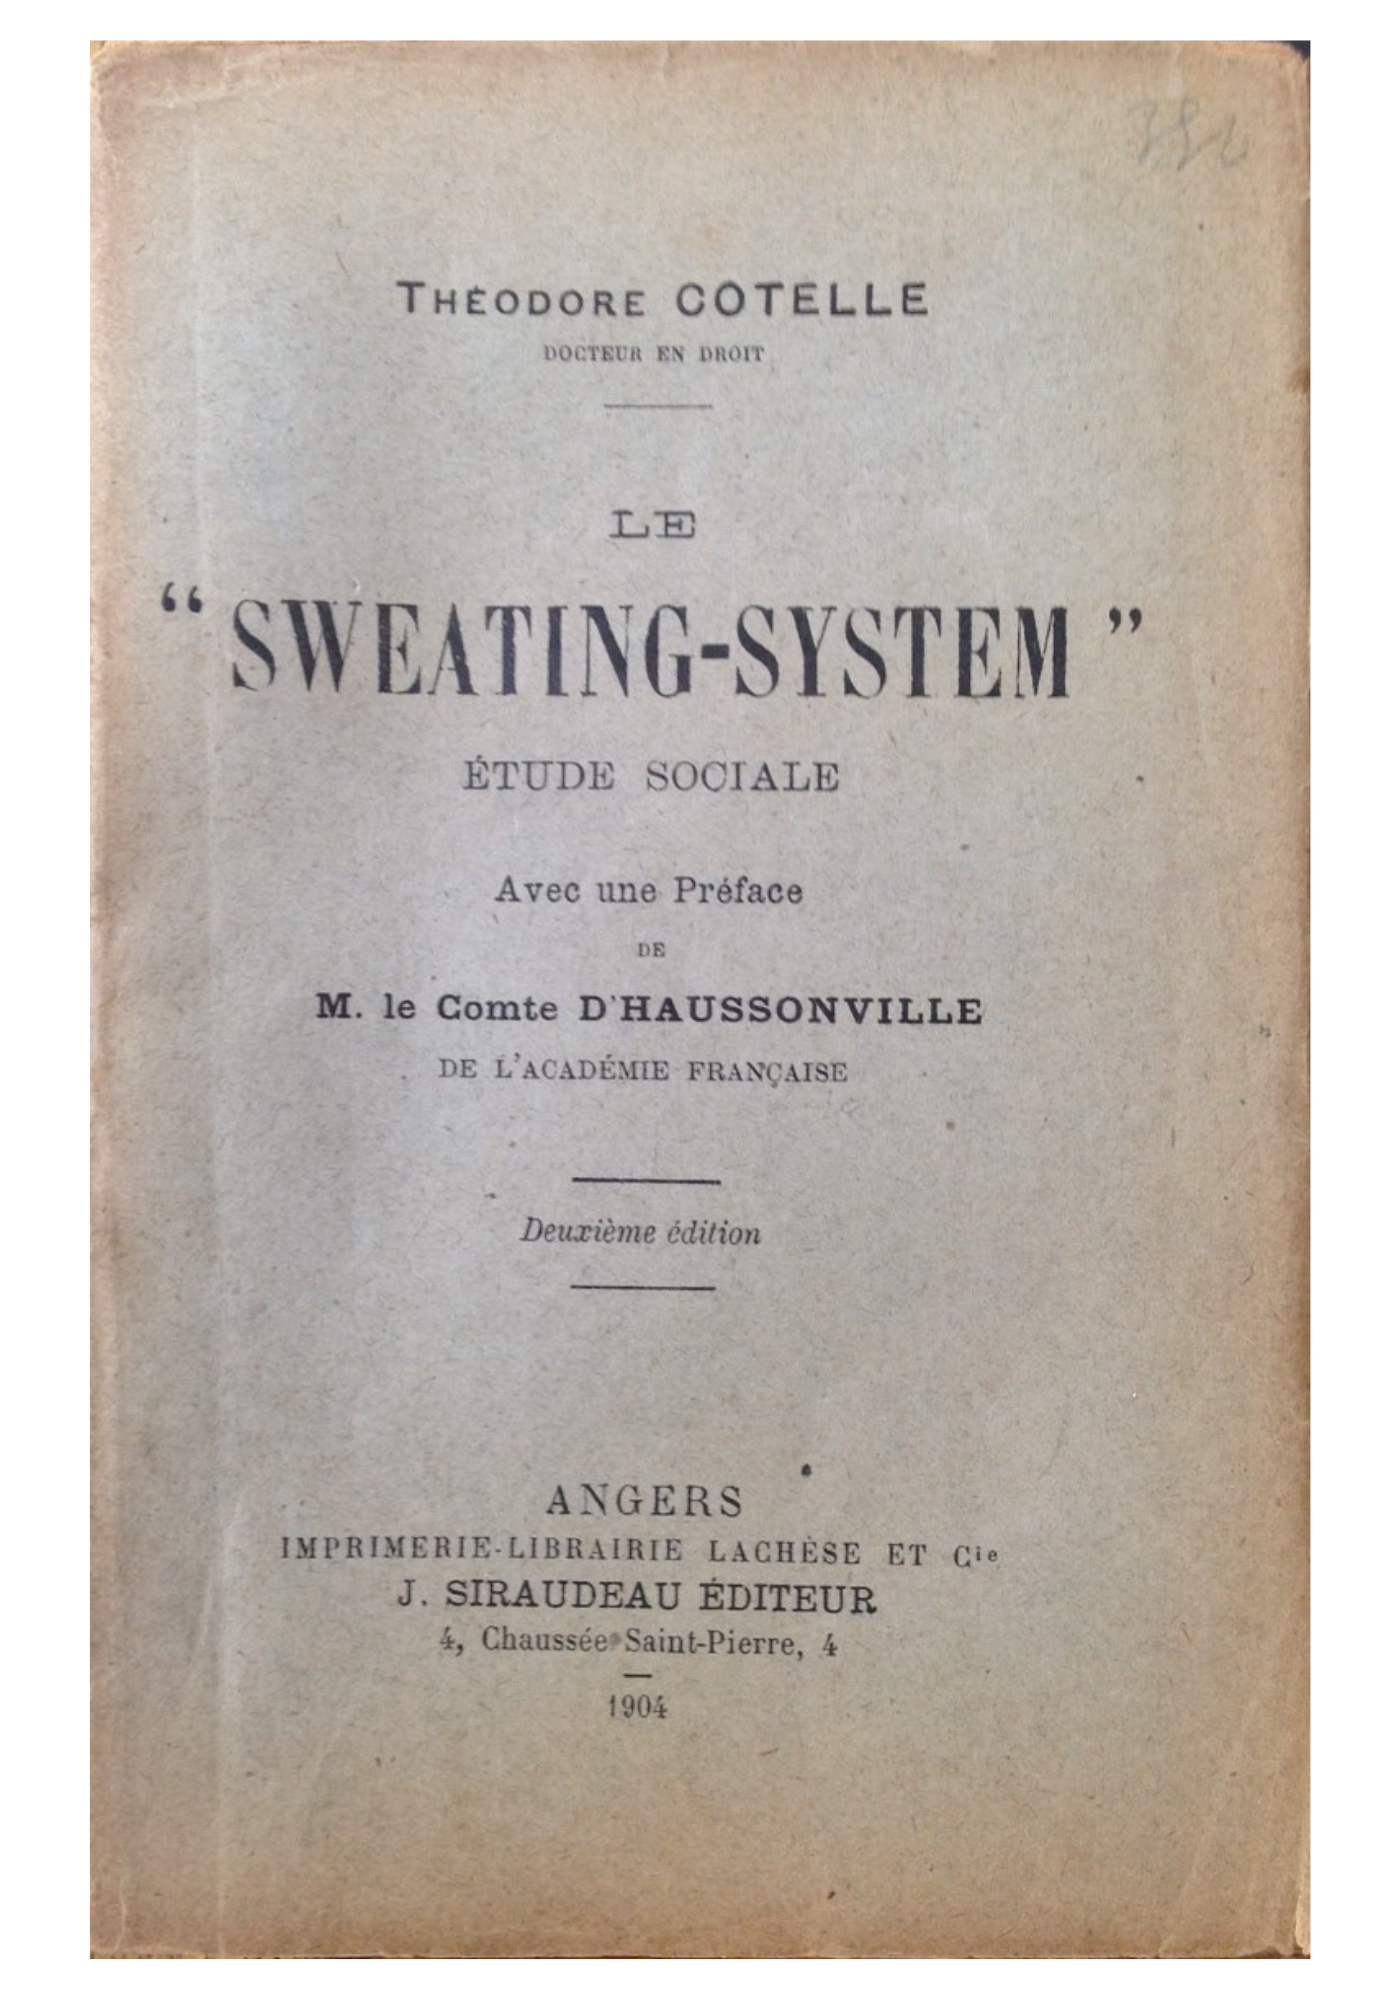 THÉODORE COTELLE
DOCTEUR EN DROIT
LE
“ SWEATING-SYSTEM ”
ÉTUDE SOCIALE
Avec une Préface
DE
M. le Comte D'HAUSSONVILLE
DE L'ACADÉMIE FRANÇAISE
Deuxième édition
ANGERS
IMPRIMERIE-LIBRAIRIE LACHÈSE ET Cie
J. SIRAUDEAU ÉDITEUR
4, Chaussée Saint-Pierre, 4
1904